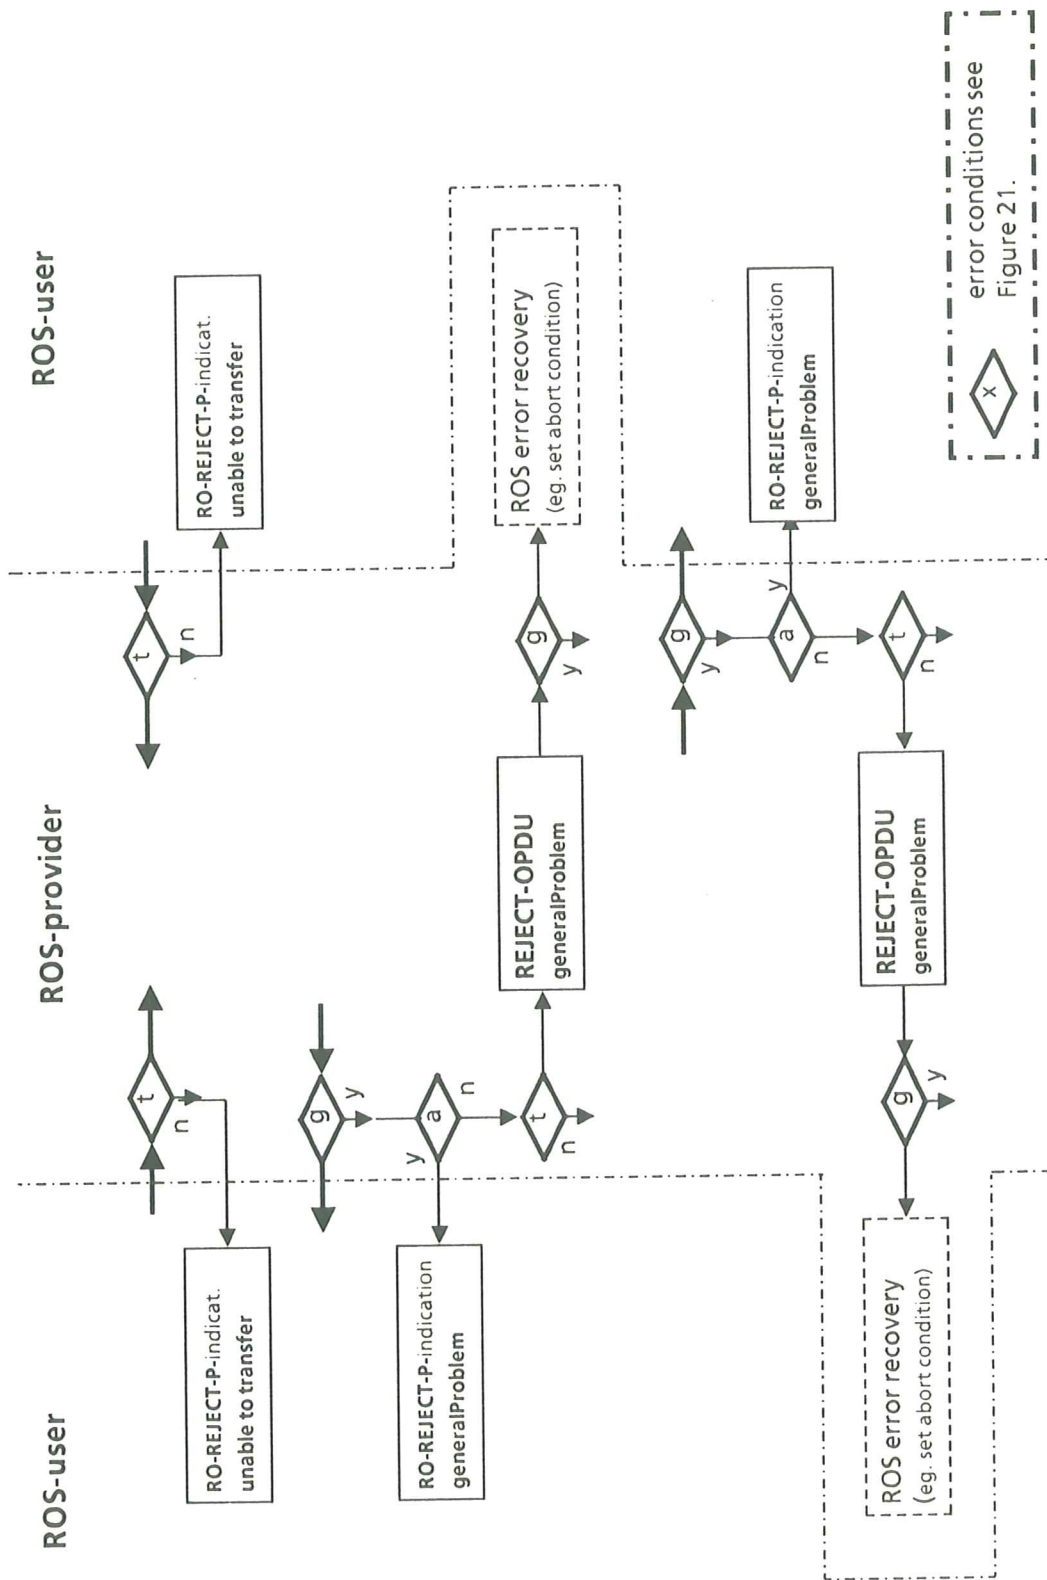 ROS-user
ROS-provider
ROS-user
t
n
RO-REJECT-P-indicat.
unable to transfer
t
n
RO-REJECT-P-indicat.
unable to transfer
g
y
y
a
n
RO-REJECT-P-indication
generalProblem
t
n
REJECT-OPDU
generalProblem
g
y
ROS error recovery
(eg. set abort condition)
g
y
a
y
n
RO-REJECT-P-indication
generalProblem
t
n
REJECT-OPDU
generalProblem
g
y
ROS error recovery
(eg. set abort condition)
x
error conditions see
Figure 21.